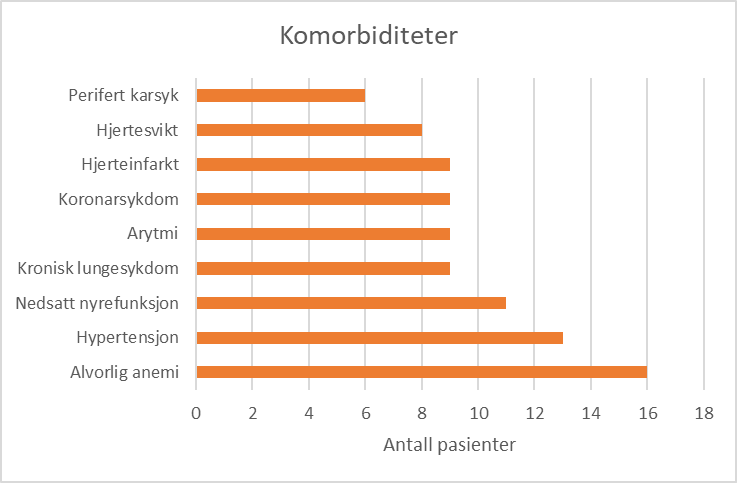 Komorbiditeter
Perifert karsyk
Hjertesvikt
Hjerteinfarkt
Koronarsykdom
Arytmi
Kronisk lungesykdom
Nedsatt nyrefunksjon
Hypertensjon
Alvorlig anemi
0 2 4 6 8 10 12 14 16 18
Antall pasienter